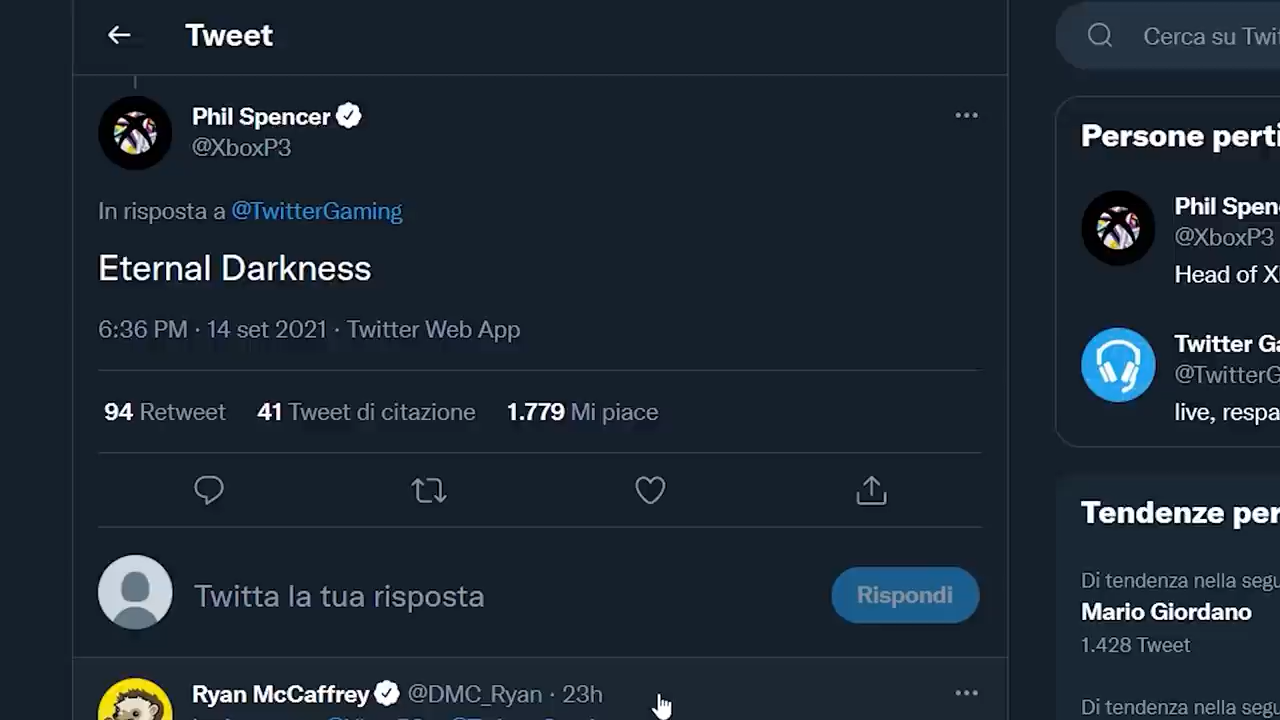 Tweet
Cerca su Twit
Phil Spencer
@XboxP3
In risposta a @TwitterGaming
Eternal Darkness
6:36 PM · 14 set 2021 · Twitter Web App
94 Retweet 41 Tweet di citazione 1.779 Mi piace
Twitta la tua risposta
Rispondi
Ryan McCaffrey @DMC_Ryan · 23h
Persone perti
Phil Spen
@XboxP3
Head of X
Twitter Ga
@TwitterG
live, respa
Tendenze per
Di tendenza nella segu
Mario Giordano
1.428 Tweet
Di tendenza nella segu